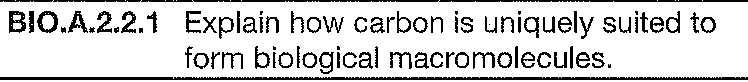 BIO.A.2.2.1 Explain how carbon is uniquely suited to
form biological macromolecules.